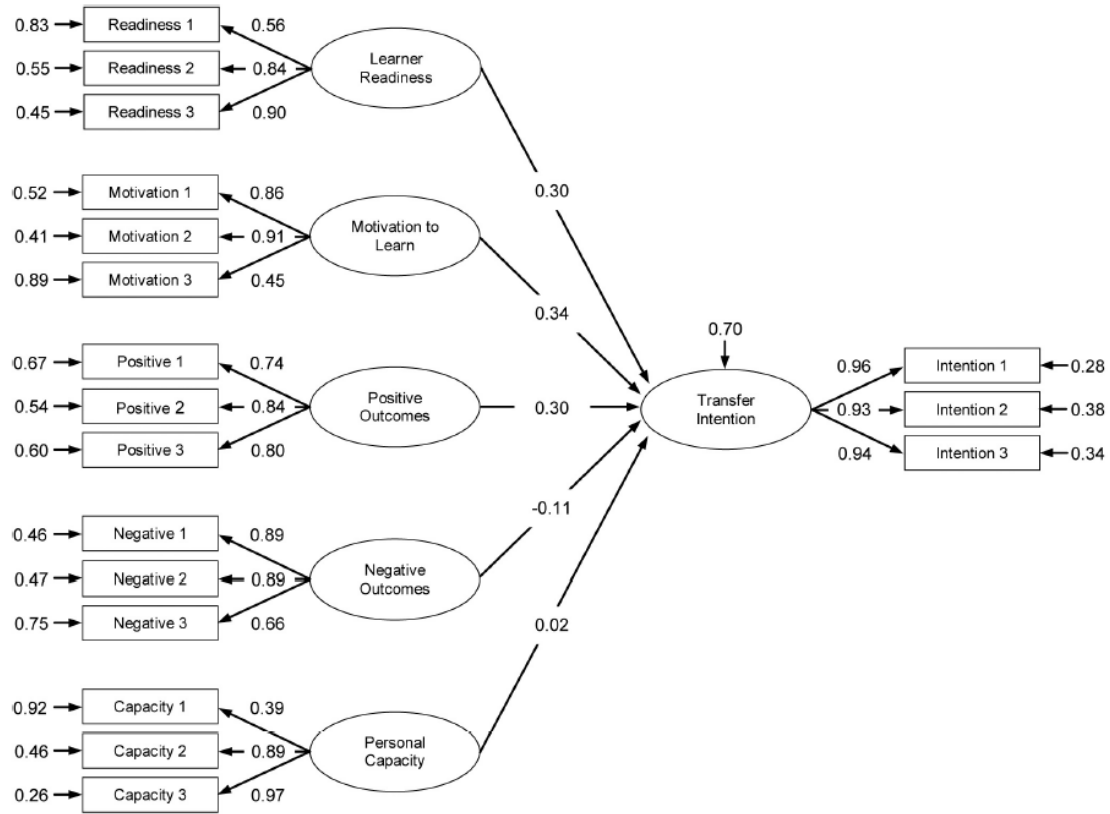 0.83 Readiness 1 0.56
0.55 Readiness 2 0.84
0.45 Readiness 3 0.90
Learner
Readiness
0.30
0.52 Motivation 1 0.86
0.41 Motivation 2 0.91
0.89 Motivation 3 0.45
Motivation to
Learn
0.34
0.67 Positive 1 0.74
0.54 Positive 2 0.84
0.60 Positive 3 0.80
Positive
Outcomes
0.30
0.46 Negative 1 0.89
0.47 Negative 2 0.89
0.75 Negative 3 0.66
Negative
Outcomes
-0.11
0.92 Capacity 1 0.39
0.46 Capacity 2 0.89
0.26 Capacity 3 0.97
Personal
Capacity
0.02
0.70
Transfer
Intention
0.96 Intention 1 0.28
0.93 Intention 2 0.38
0.94 Intention 3 0.34